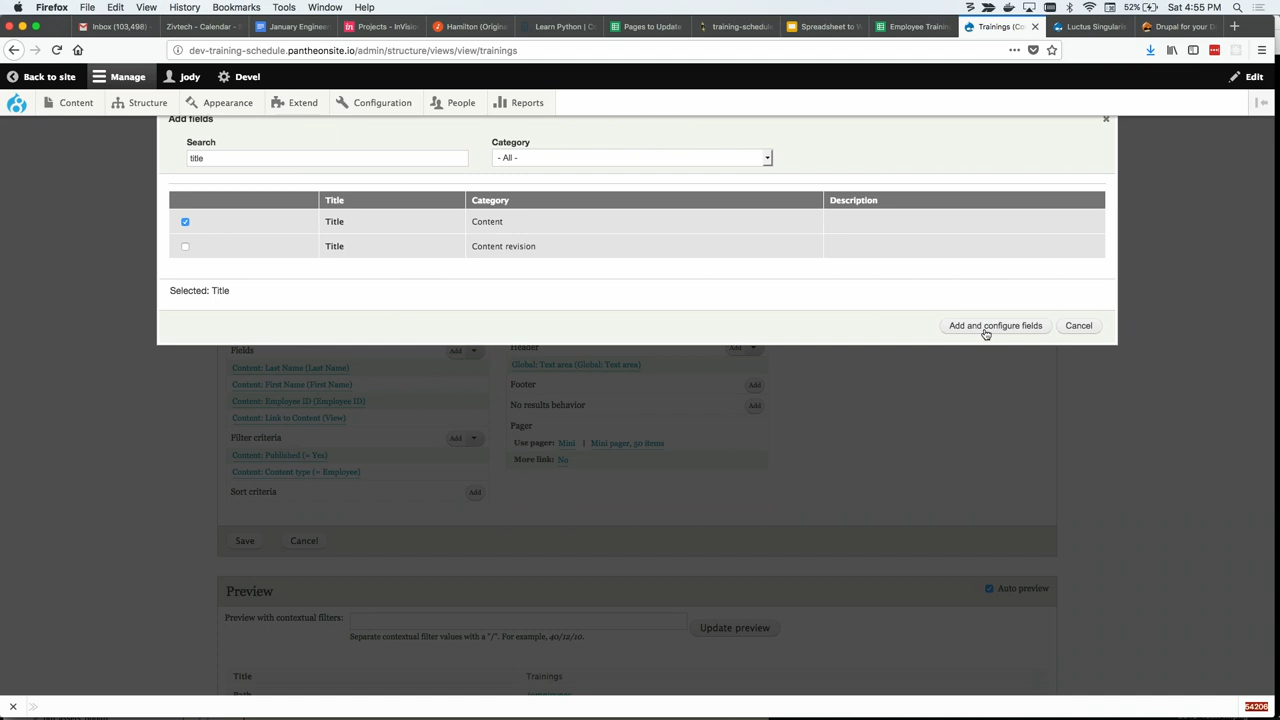 Firefox File Edit View History Bookmarks Tools Window Help 52% Sat 4:55 PM
Inbox (103,498) Zivtech - Calendar January Engine Projects - InVisi Hamilton (Origina Learn Python | Co Pages to Update training-schedule Spreadsheet to W Employee Trainin Trainings (Co Luctus Singularis Drupal for your D
dev-training-schedule.pantheonsite.io/admin/structure/views/view/trainings
Back to site Manage Jody Devel Edit
Content Structure Appearance Extend Configuration People Reports
Add fields
Search Category
title - All -
Title Category Description
Title Content
Title Content revision
Selected: Title
Add and configure fields Cancel
Fields Add Header Add
Content: Last Name (Last Name) Global: Text area (Global: Text area)
Content: First Name (First Name) Footer Add
Content: Employee ID (Employee ID) No results behavior Add
Content: Link to Content (View) Pager
Filter criteria Add Use pager: Mini | Mini pager, 50 items
Content: Published (= Yes) More link: No
Content: Content type (= Employee)
Sort criteria Add
Save Cancel
Preview Auto preview
Preview with contextual filters: Update preview
Separate contextual filter values with a "/". For example, 40/12/10.
Title Trainings
Path
54206